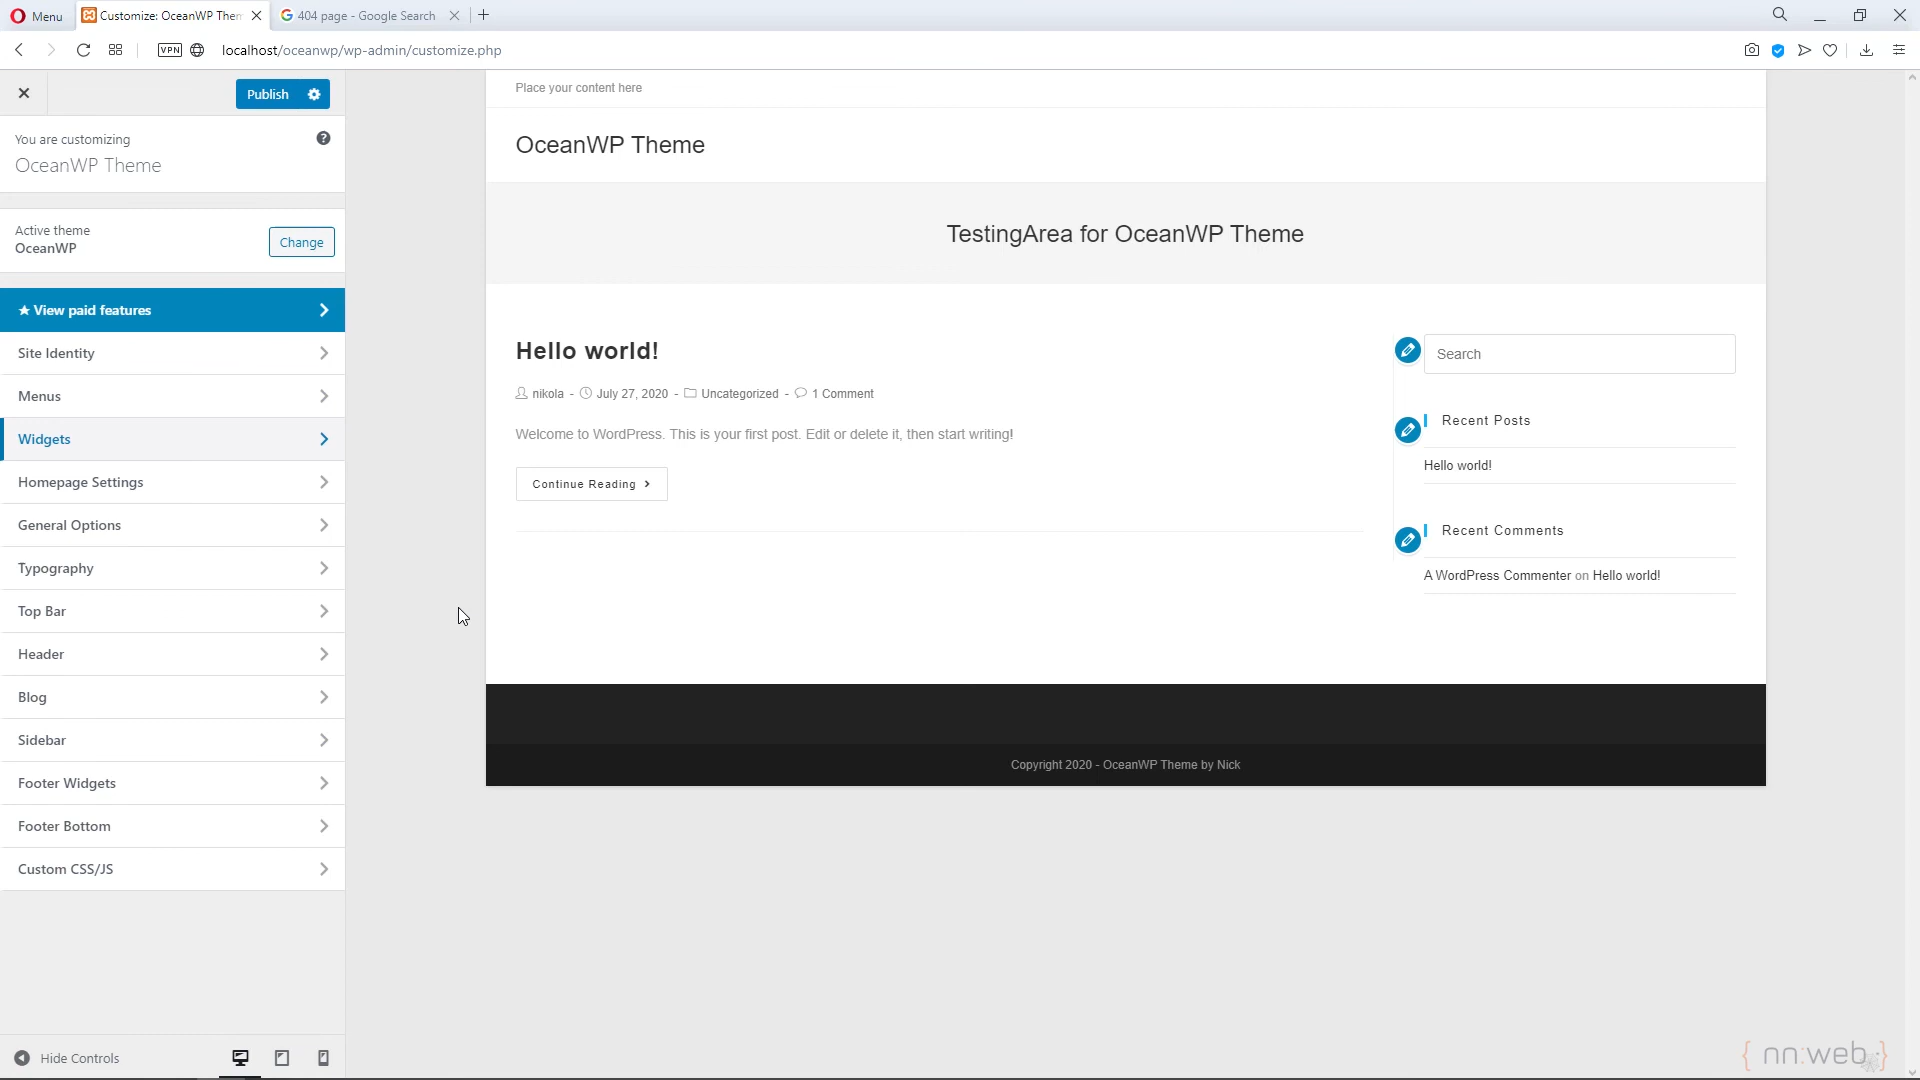 Menu
Customize: OceanWP Them
404 page - Google Search
VPN
localhost/oceanwp/wp-admin/customize.php
Publish
You are customizing
OceanWP Theme
Active theme
OceanWP
Change
View paid features
Site Identity
Menus
Widgets
Homepage Settings
General Options
Typography
Top Bar
Header
Blog
Sidebar
Footer Widgets
Footer Bottom
Custom CSS/JS
Hide Controls
Place your content here
OceanWP Theme
TestingArea for OceanWP Theme
Hello world!
nikola - July 27, 2020 - Uncategorized - 1 Comment
Welcome to WordPress. This is your first post. Edit or delete it, then start writing!
Continue Reading
Search
Recent Posts
Hello world!
Recent Comments
A WordPress Commenter on Hello world!
Copyright 2020 - OceanWP Theme by Nick
{ nn:web }